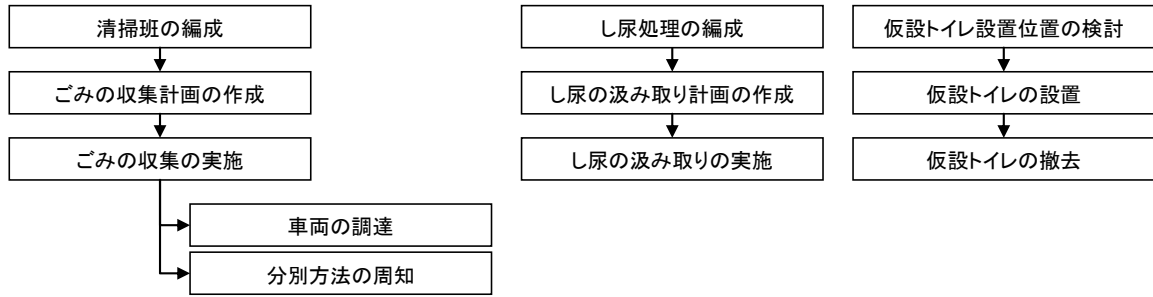 清掃班の編成
ごみの収集計画の作成
ごみの収集の実施
車両の調達
分別方法の周知
し尿処理の編成
し尿の汲み取り計画の作成
し尿の汲み取りの実施
仮設トイレ設置位置の検討
仮設トイレの設置
仮設トイレの撤去